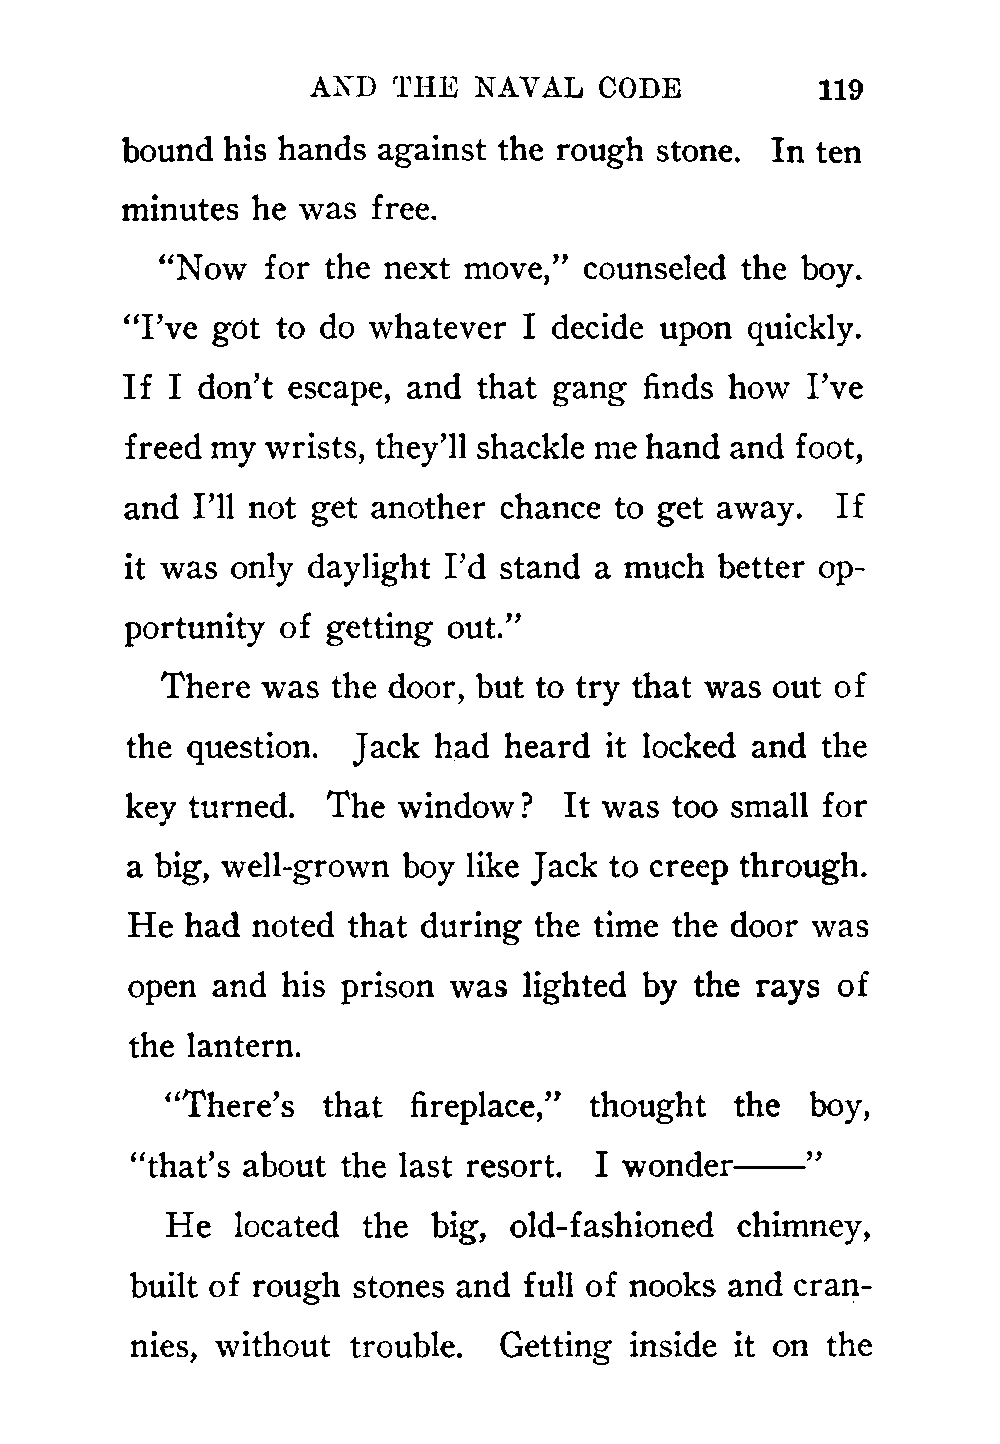 AND THE NAVAL CODE 119
bound his hands against the rough stone. In ten
minutes he was free.
“Now for the next move,” counseled the boy.
“I’ve got to do whatever I decide upon quickly.
If I don’t escape, and that gang finds how I’ve
freed my wrists, they’ll shackle me hand and foot,
and I’ll not get another chance to get away. If
it was only daylight I’d stand a much better op-
portunity of getting out.”
There was the door, but to try that was out of
the question. Jack had heard it locked and the
key turned. The window? It was too small for
a big, well-grown boy like Jack to creep through.
He had noted that during the time the door was
open and his prison was lighted by the rays of
the lantern.
“There’s that fireplace,” thought the boy,
“that’s about the last resort. I wonder——”
He located the big, old-fashioned chimney,
built of rough stones and full of nooks and cran-
nies, without trouble. Getting inside it on the